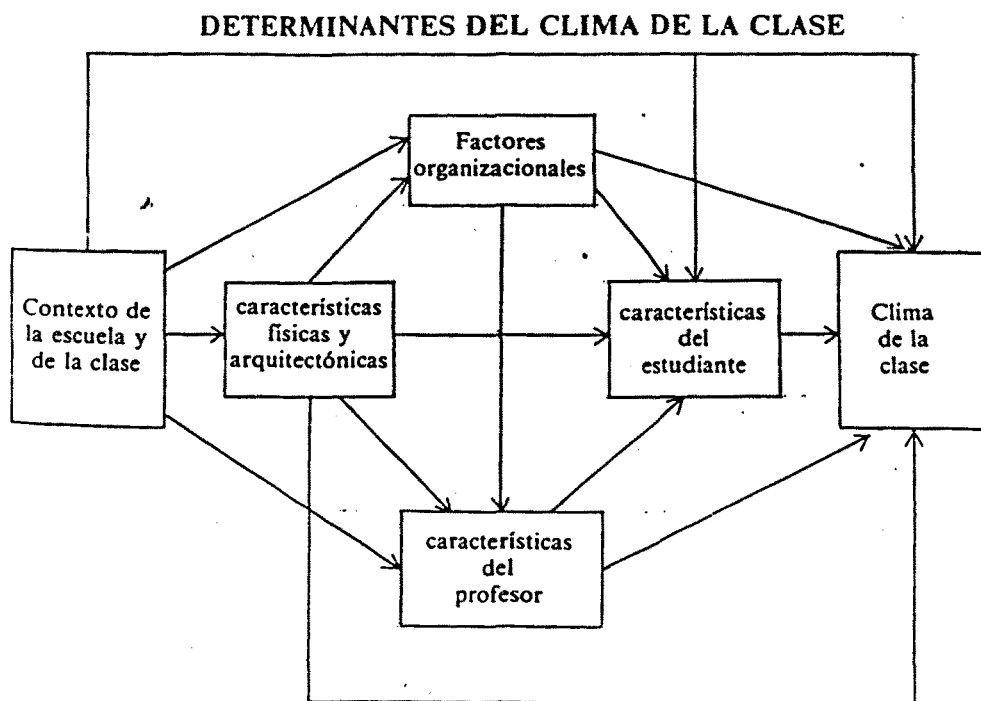 DETERMINANTES DEL CLIMA DE LA CLASE
Factores
organizacionales
Contexto de
la escuela y
de la clase
características
físicas y
arquitectónicas
características
del
estudiante
Clima
de la
clase
características
del
profesor